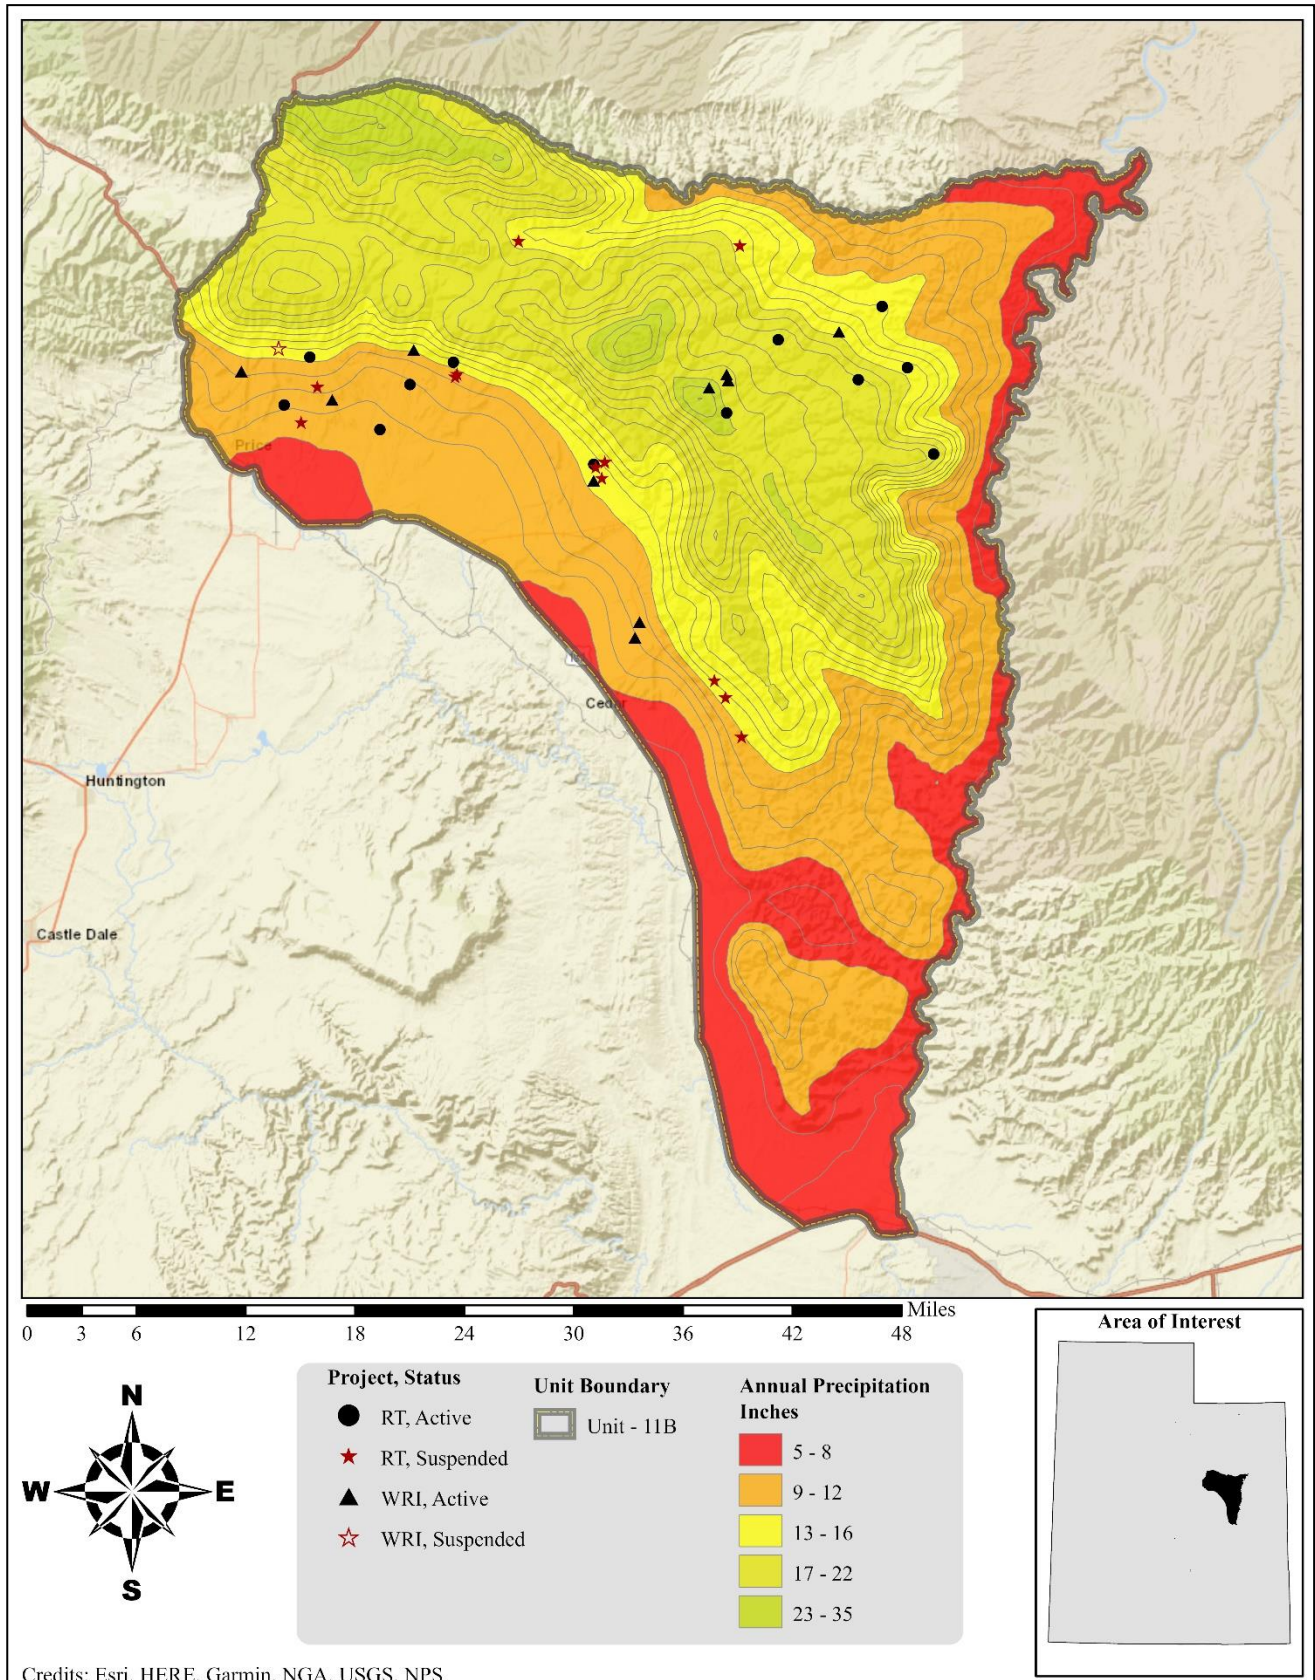 Price
Cedar
Huntington
Castle Dale
Miles
0 3 6 12 18 24 30 36 42 48
N
W E
S
Project, Status
RT, Active
RT, Suspended
WRI, Active
WRI, Suspended
Unit Boundary
Unit - 11B
Annual Precipitation
Inches
5 - 8
9 - 12
13 - 16
17 - 22
23 - 35
Area of Interest
Credits: Esri, HERE, Garmin, NGA, USGS, NPS